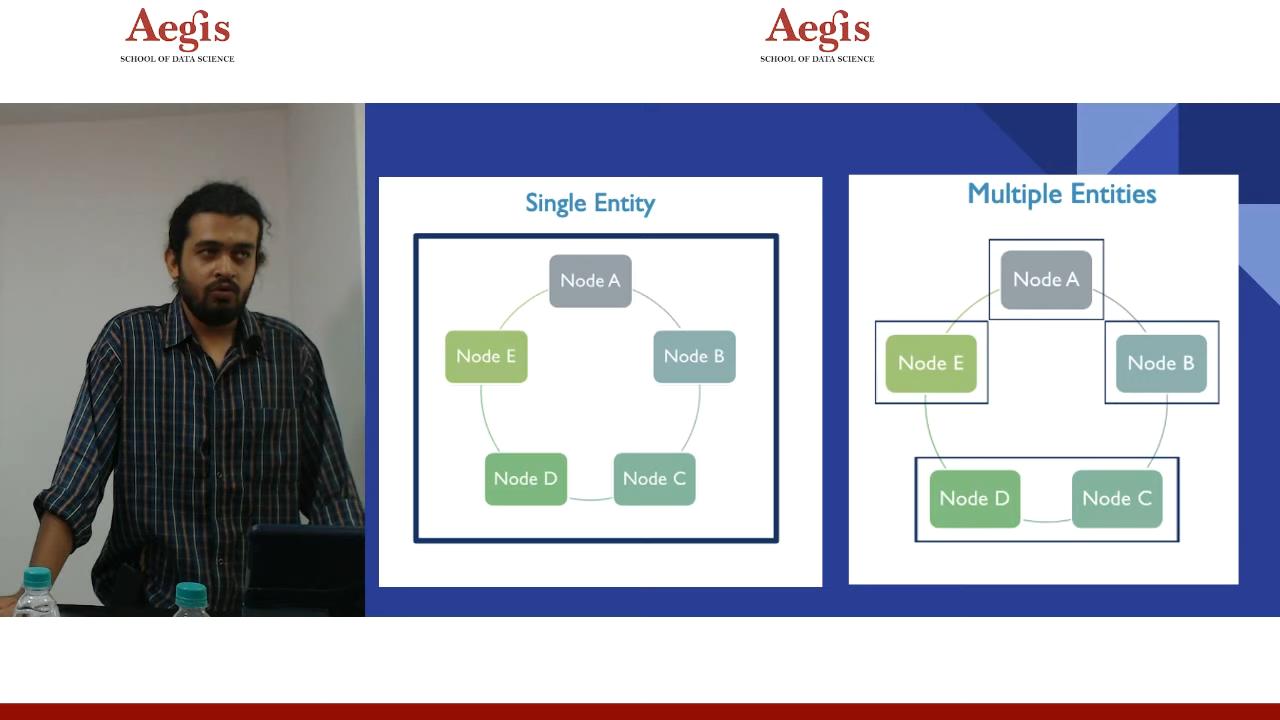 Aegis
SCHOOL OF DATA SCIENCE
Aegis
SCHOOL OF DATA SCIENCE
Single Entity
Node A
Node E
Node B
Node D
Node C
Multiple Entities
Node A
Node E
Node B
Node D
Node C